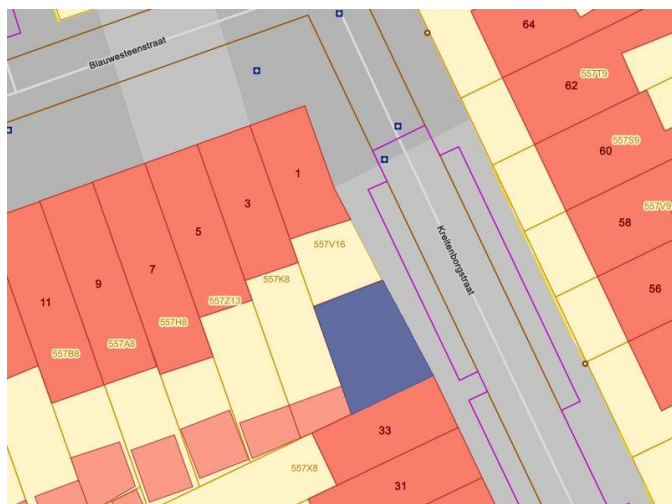 64
Blauwesteenstraat
62
557T9
557S9
60
1
3
557V9
5
58
557V16
7
Kreitenborgstraat
9
557K8
56
11
557Z13
557H8
557A8
557B8
33
557X8
31